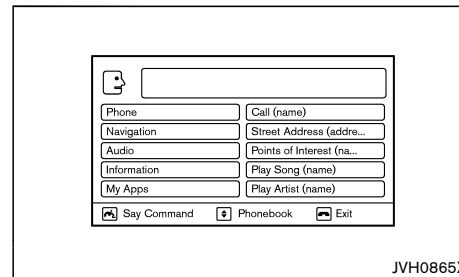 Phone
Call (name)
Navigation
Street Address (addre...
Audio
Points of Interest (na...
Information
Play Song (name)
My Apps
Play Artist (name)
Say Command Phonebook Exit
JVH0865X